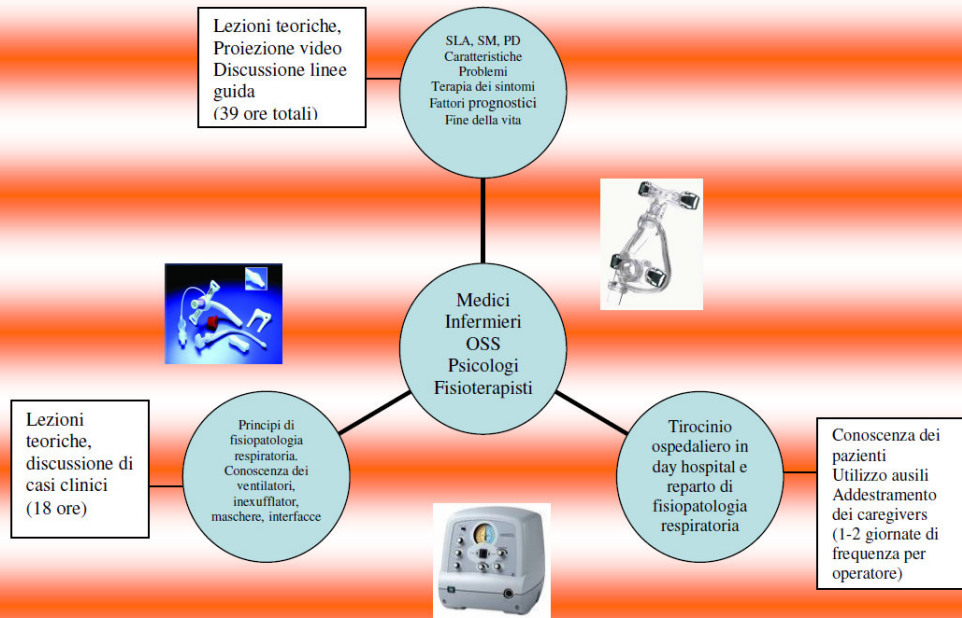 Lezioni teoriche,
Proiezione video
Discussione linee
guida
(39 ore totali)
SLA, SM, PD
Caratteristiche
Problemi
Terapia dei sintomi
Fattori prognostici
Fine della vita
Medici
Infermieri
OSS
Psicologi
Fisioterapisti
Lezioni
teoriche,
discussione di
casi clinici
(18 ore)
Principi di
fisiopatologia
respiratoria.
Conoscenza dei
ventilatori,
inexufflator,
maschere, interfacce
Tirocinio
ospedaliero in
day hospital e
reparto di
fisiopatologia
respiratoria
Conoscenza dei
pazienti
Utilizzo ausili
Addestramento
dei caregivers
(1-2 giornate di
frequenza per
operatore)